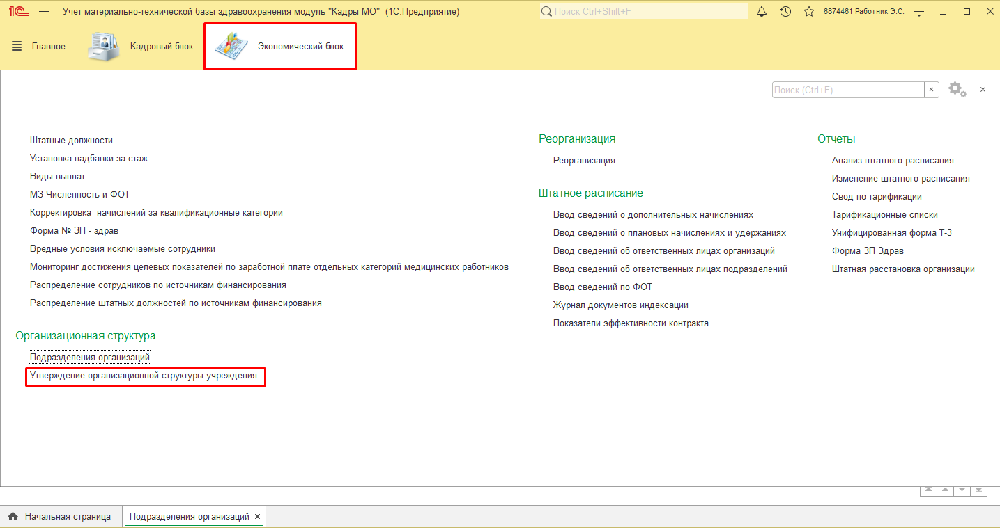 1С Учет материально-технической базы здравоохранения модуль "Кадры МО" (1С:Предприятие) Поиск Ctrl+Shift+F 6874461 Работник Э.С.
Главное Кадровый блок Экономический блок
Поиск (Ctrl+F)
Штатные должности
Установка надбавки за стаж
Виды выплат
МЗ Численность и ФОТ
Корректировка начислений за квалификационные категории
Форма № ЗП - здрав
Вредные условия исключаемые сотрудники
Мониторинг достижения целевых показателей по заработной плате отдельных категорий медицинских работников
Распределение сотрудников по источникам финансирования
Распределение штатных должностей по источникам финансирования
Организационная структура
Подразделения организаций
Утверждение организационной структуры учреждения
Реорганизация
Реорганизация
Штатное расписание
Ввод сведений о дополнительных начислениях
Ввод сведений о плановых начислениях и удержаниях
Ввод сведений об ответственных лицах организаций
Ввод сведений об ответственных лицах подразделений
Ввод сведений по ФОТ
Журнал документов индексации
Показатели эффективности контракта
Отчеты
Анализ штатного расписания
Изменение штатного расписания
Свод по тарификации
Тарификационные списки
Унифицированная форма Т-3
Форма ЗП Здрав
Штатная расстановка организации
Начальная страница Подразделения организаций